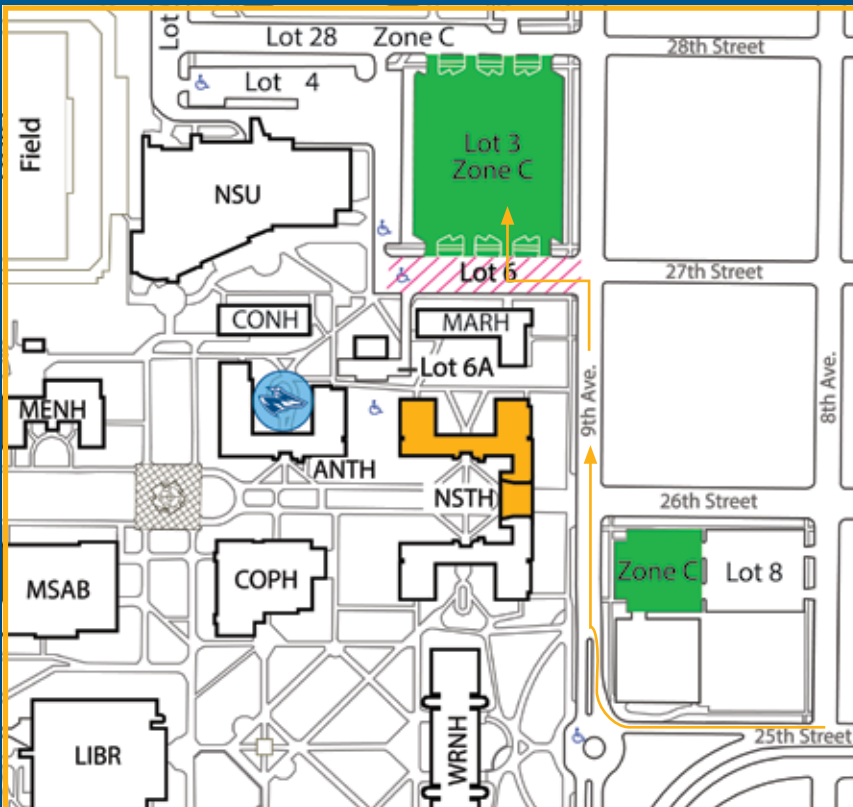 Lot
Lot 28
Zone C
28th Street
Lot 4
Field
Lot 3
Zone C
NSU
Lot 6
27th Street
CONH
MARH
Lot 6A
9th Ave.
8th Ave.
MENH
ANTH
NSTH
26th Street
MSAB
COPH
Zone C
Lot 8
LIBR
WRNH
25th Street